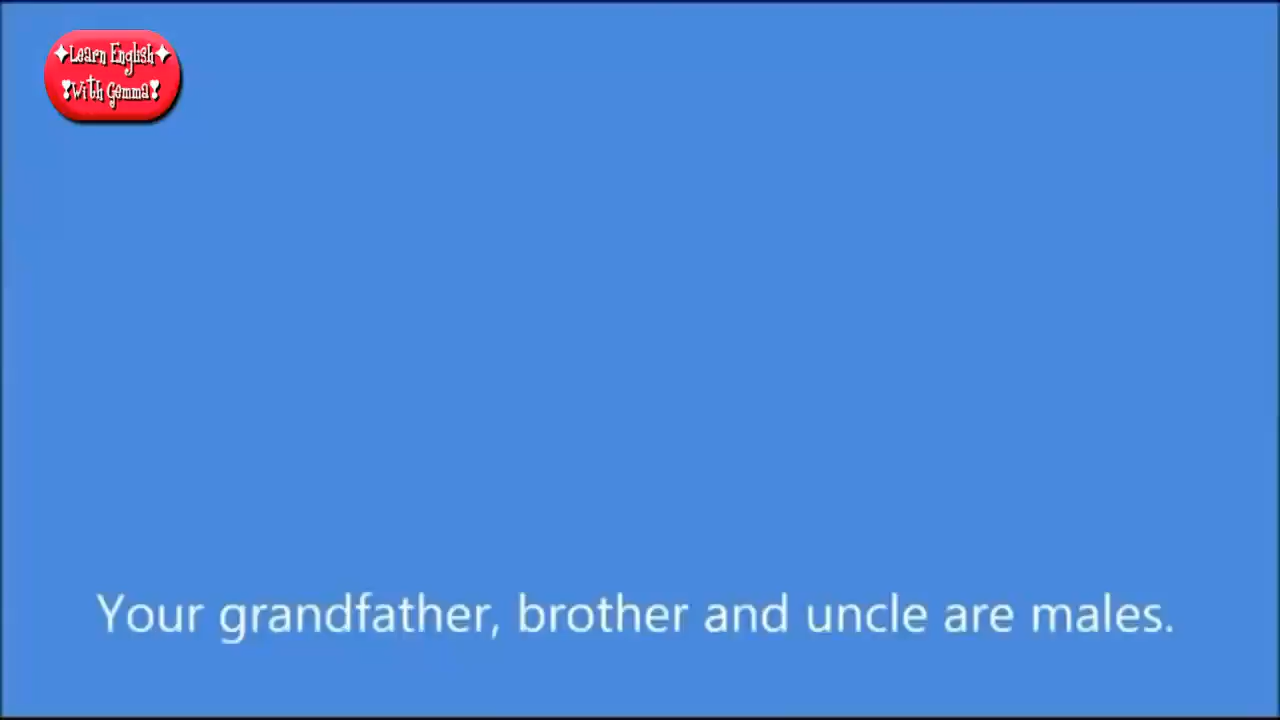 Learn English
With Gemma
Your grandfather, brother and uncle are males.